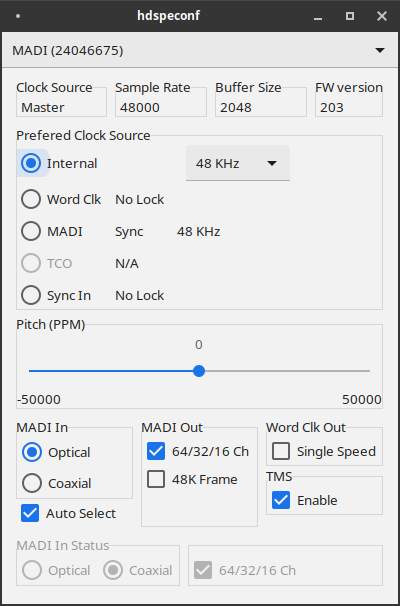 hdspeconf
MADI (24046675)
Clock Source Sample Rate Buffer Size FW version
Master 48000 2048 203
Prefered Clock Source
Internal 48 KHz
Word Clk No Lock
MADI Sync 48 KHz
TCO N/A
Sync In No Lock
Pitch (PPM)
0
-50000 50000
MADI In MADI Out Word Clk Out
Optical 64/32/16 Ch Single Speed
Coaxial 48K Frame TMS
Auto Select Enable
MADI In Status
Optical Coaxial 64/32/16 Ch